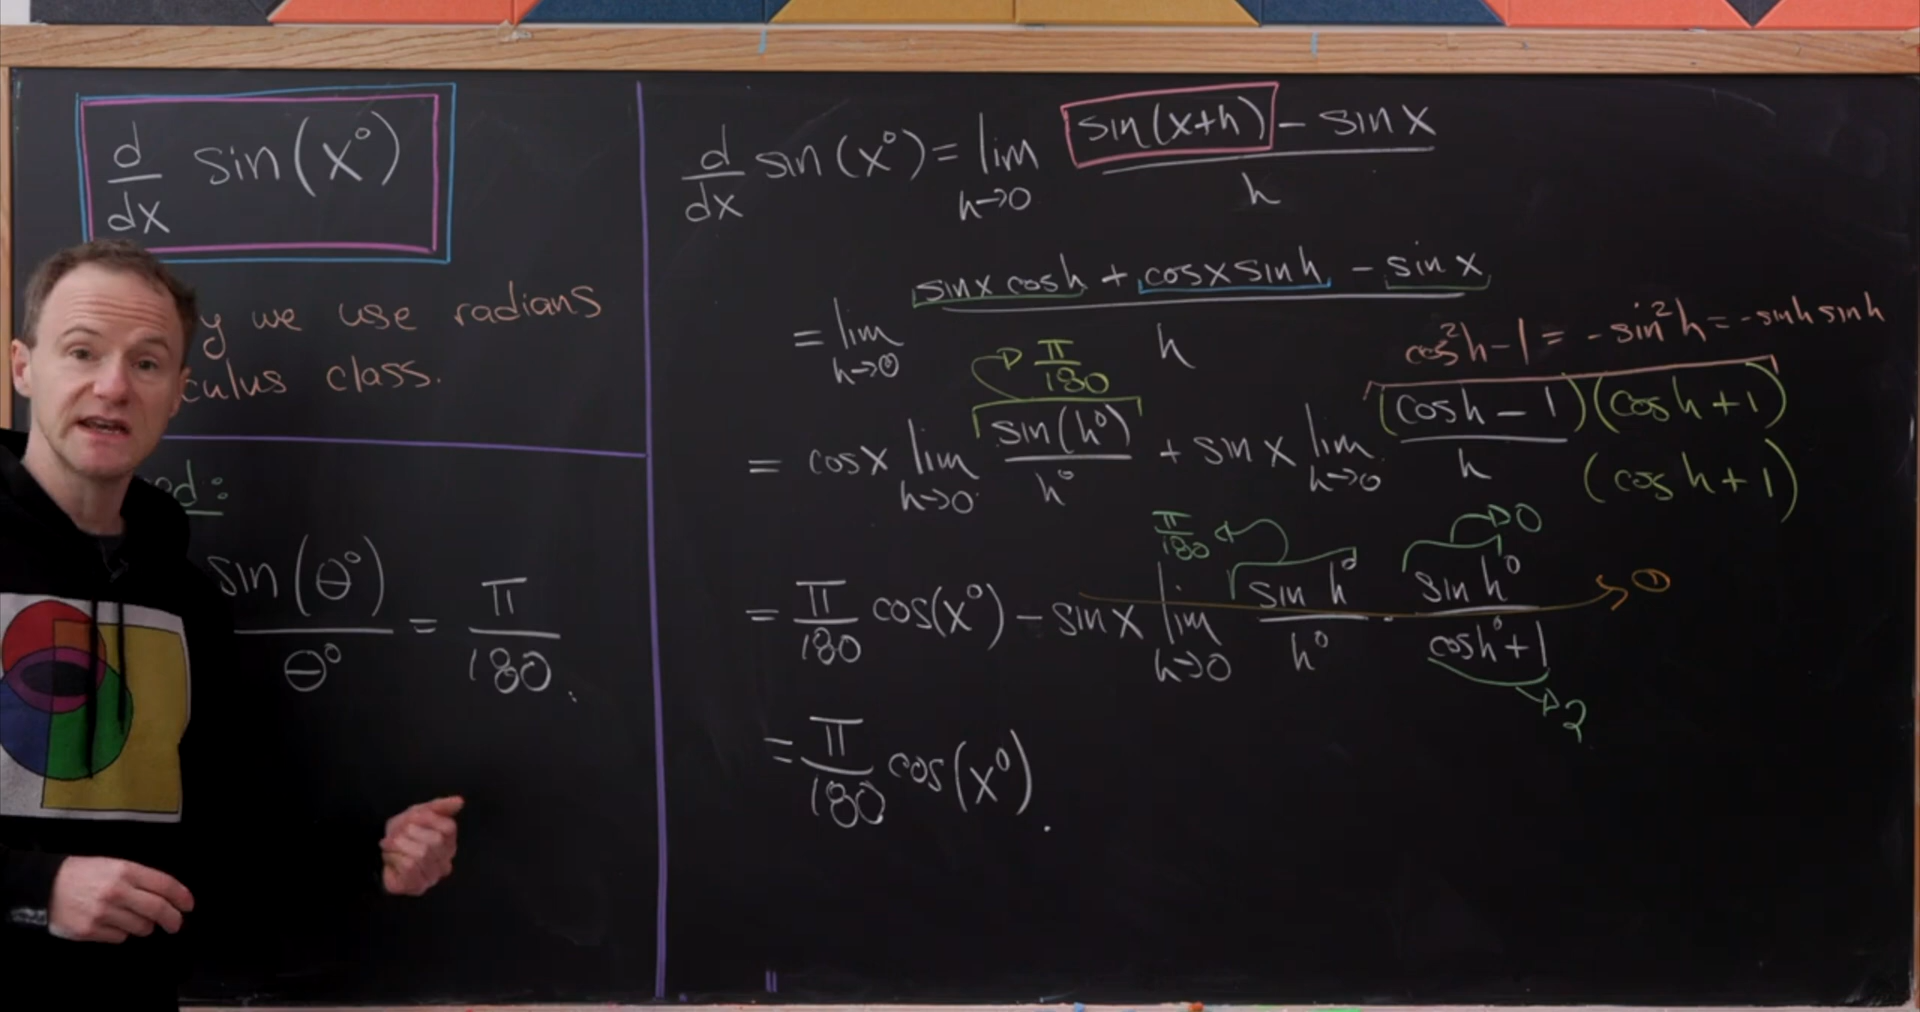 d/dx sin(x°)
we use radians
class.
sin(θ°)/θ° = π/180.
d/dx sin(x°) = lim h→0 (sin(x+h) - sin x)/h
= lim h→0 (sin x cos h + cos x sin h - sin x)/h
cos²h - 1 = -sin²h = -sin h sin h
π/180
= cos x lim h→0 sin(h°)/h° + sin x lim h→0 (cos h - 1)/h (cos h + 1)/(cos h + 1)
π/180 0
= π/180 cos(x°) - sin x lim h→0 sin h°/h° · sin h°/(cos h° + 1) 0
2
= π/180 cos(x°).